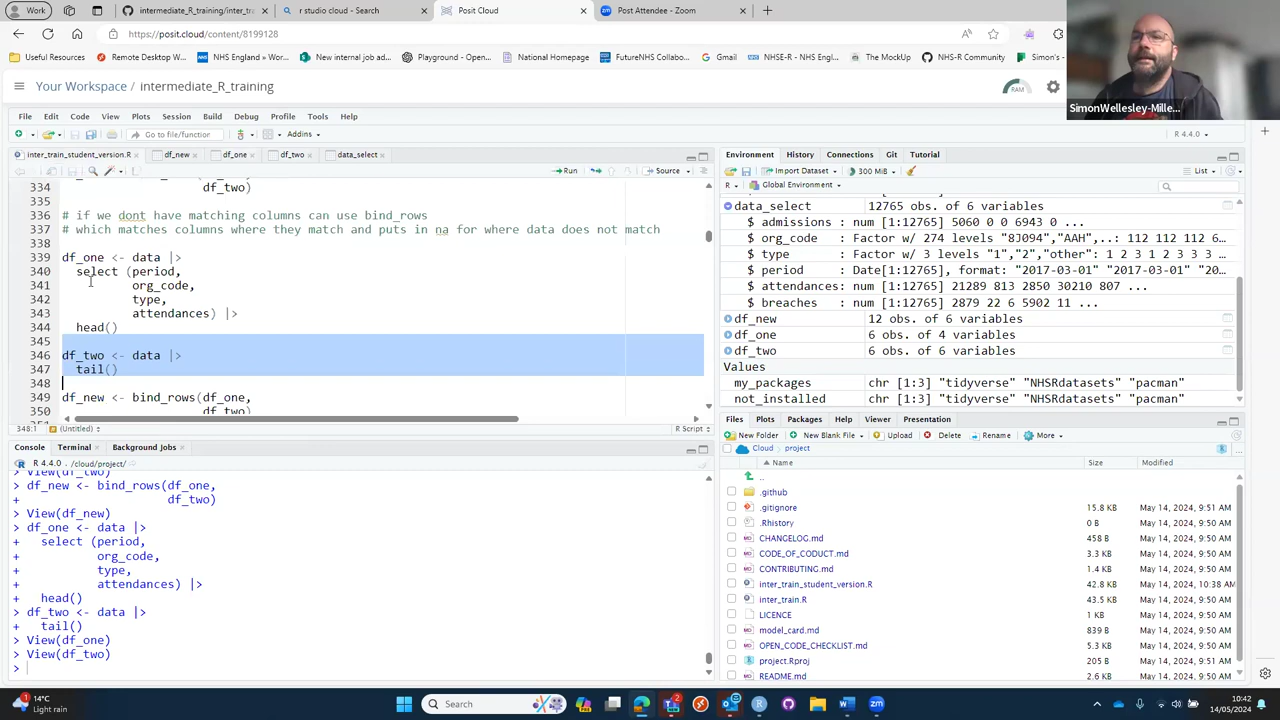 intermediate_R_training/inter_tra
r studio cloud - Search
Posit Cloud
Post Attendee - Zoom
https://posit.cloud/content/8199128
Useful Resources
Remote Desktop W...
NHS England » Wor...
New internal job ad...
Playground - Open...
National Homepage
FutureNHS Collabo...
Gmail
NHSE-R - NHS Engl...
The MockUp
NHS-R Community
Simon's
SimonWellesley-Mille...
Your Workspace / intermediate_R_training
RAM
File Edit Code View Plots Session Build Debug Profile Tools Help
Go to file/function
Addins
R 4.4.0
inter_train_student_version.R
df_new
df_one
df_two
data_select
Run
Source
334 df_two)
335
336 # if we dont have matching columns can use bind_rows
337 # which matches columns where they match and puts in na for where data does not match
338
339 df_one <- data |>
340 select (period,
341 org_code,
342 type,
343 attendances) |>
344 head()
345
346 df_two <- data |>
347 tail()
348
349 df_new <- bind_rows(df_one,
350 df_two)
348:1
(Untitled)
R Script
Environment History Connections Git Tutorial
Import Dataset
300 MiB
List
R
Global Environment
data_select 12765 obs. of 6 variables
$ admissions : num [1:12765] 5060 0 0 6943 0 ...
$ org_code : Factor w/ 274 levels "8J094","AAH",..: 112 112 112 6...
$ type : Factor w/ 3 levels "1","2","other": 1 2 3 1 2 3 3 3 ...
$ period : Date[1:12765], format: "2017-03-01" "2017-03-01" "20...
$ attendances: num [1:12765] 21289 813 2850 30210 807 ...
$ breaches : num [1:12765] 2879 22 6 5902 11 ...
df_new 12 obs. of 6 variables
df_one 6 obs. of 4 variables
df_two 6 obs. of 6 variables
Values
my_packages chr [1:3] "tidyverse" "NHSRdatasets" "pacman"
not_installed chr [1:3] "tidyverse" "NHSRdatasets" "pacman"
Console Terminal Background Jobs
R 4.4.0 · /cloud/project/
> View(df_two)
> df_new <- bind_rows(df_one,
+ df_two)
> View(df_new)
> df_one <- data |>
+ select (period,
+ org_code,
+ type,
+ attendances) |>
+ head()
> df_two <- data |>
+ tail()
> View(df_one)
> View(df_two)
>
Files Plots Packages Help Viewer Presentation
New Folder
New Blank File
Upload
Delete
Rename
More
Cloud
project
Name Size Modified
..
.github
.gitignore 15.8 KB May 14, 2024, 9:51 AM
.Rhistory 0 B May 14, 2024, 9:51 AM
CHANGELOG.md 458 B May 14, 2024, 9:50 AM
CODE_OF_CODUCT.md 3.3 KB May 14, 2024, 9:50 AM
CONTRIBUTING.md 1.4 KB May 14, 2024, 9:50 AM
inter_train_student_version.R 42.8 KB May 14, 2024, 10:38 AM
inter_train.R 43.5 KB May 14, 2024, 9:50 AM
LICENCE 1 KB May 14, 2024, 9:50 AM
model_card.md 839 B May 14, 2024, 9:50 AM
OPEN_CODE_CHECKLIST.md 5.3 KB May 14, 2024, 9:50 AM
project.Rproj 205 B May 14, 2024, 9:51 AM
README.md 2.6 KB May 14, 2024, 9:50 AM
14°C
Light rain
Search
10:42
14/05/2024